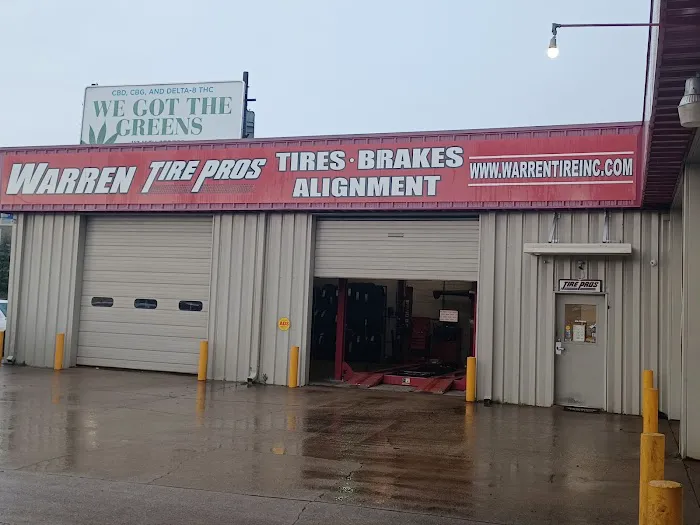 CBD, CBG, AND DELTA-8 THC
WE GOT THE
GREENS
WARREN TIRE PROS
TIRES · BRAKES
ALIGNMENT
WWW.WARRENTIREINC.COM
TIRE PROS